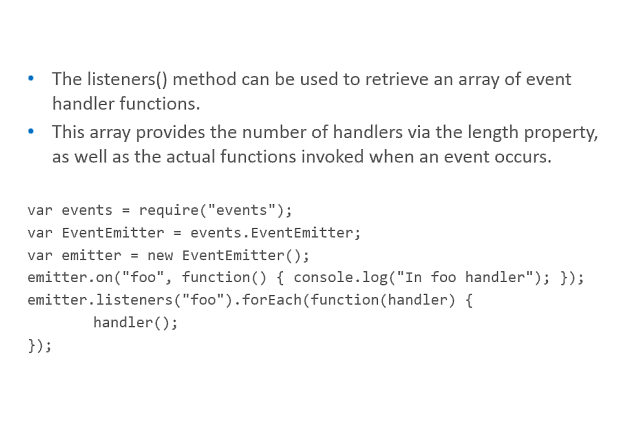 • The listeners() method can be used to retrieve an array of event
handler functions.
• This array provides the number of handlers via the length property,
as well as the actual functions invoked when an event occurs.
var events = require("events");
var EventEmitter = events.EventEmitter;
var emitter = new EventEmitter();
emitter.on("foo", function() { console.log("In foo handler"); });
emitter.listeners("foo").forEach(function(handler) {
handler();
});